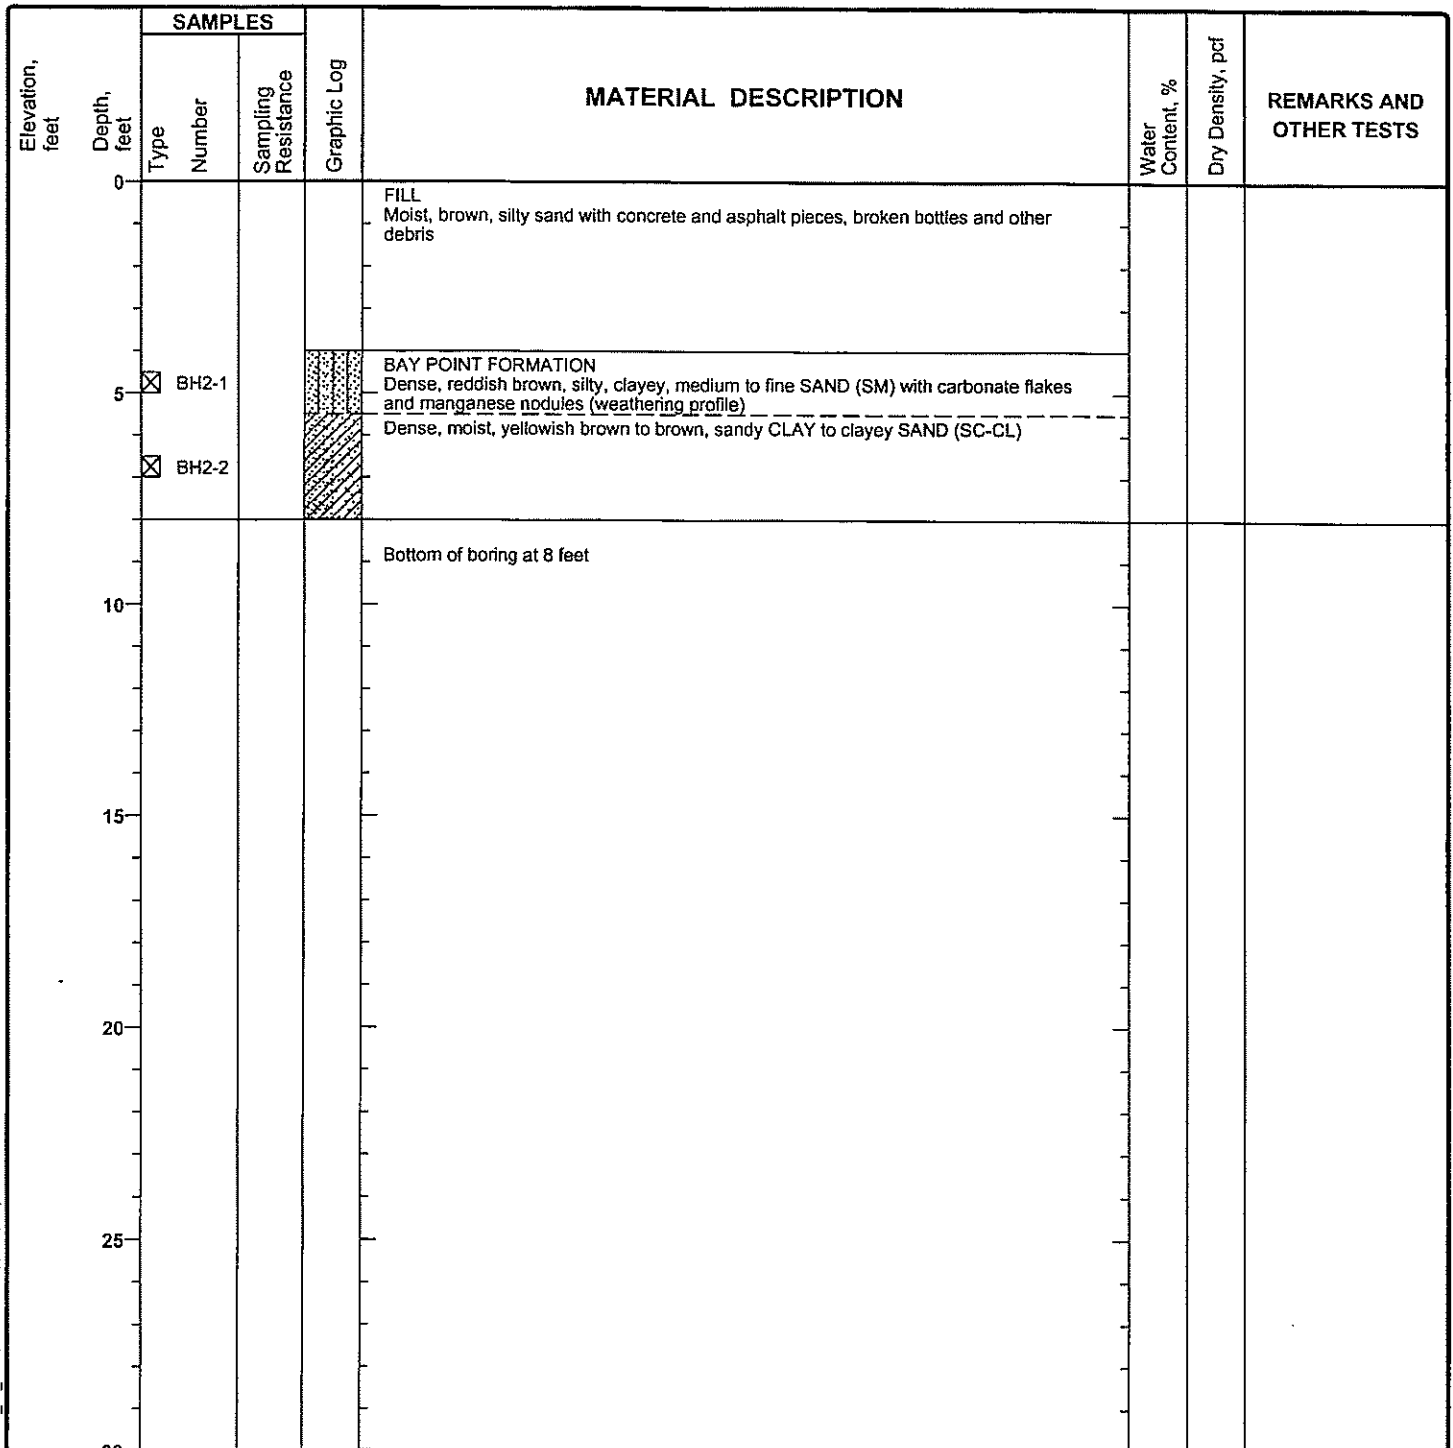 SAMPLES
Elevation,
feet
Depth,
feet
Type
Number
Sampling
Resistance
Graphic Log
MATERIAL DESCRIPTION
Water
Content, %
Dry Density, pcf
REMARKS AND
OTHER TESTS
0
FILL
Moist, brown, silty sand with concrete and asphalt pieces, broken bottles and other
debris
BAY POINT FORMATION
BH2-1
Dense, reddish brown, silty, clayey, medium to fine SAND (SM) with carbonate flakes
5
and manganese nodules (weathering profile)
Dense, moist, yellowish brown to brown, sandy CLAY to clayey SAND (SC-CL)
BH2-2
Bottom of boring at 8 feet
10
15
20
25